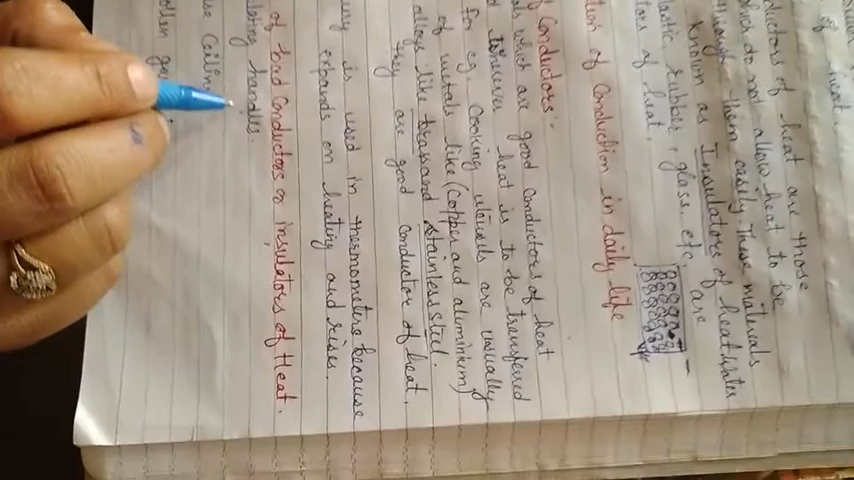 of heat.
conductors of heat are those
which do not allow heat to be
through them easily. These materials
known as Insulators of heat
plastic rubber, glass. etc, are
of heat.
of Conduction in daily life
Conductors:-
which are good conductors of heat
wherever heat is to be transferred
for eg. Cooking utensils are usually
of metals like (copper and aluminium)
alloys like brass and stainless steel.
they are good conductor of heat.
is used in thermometers because
expands on heating and rises.
of bad conductors or insulators of Heat.
handles.
use